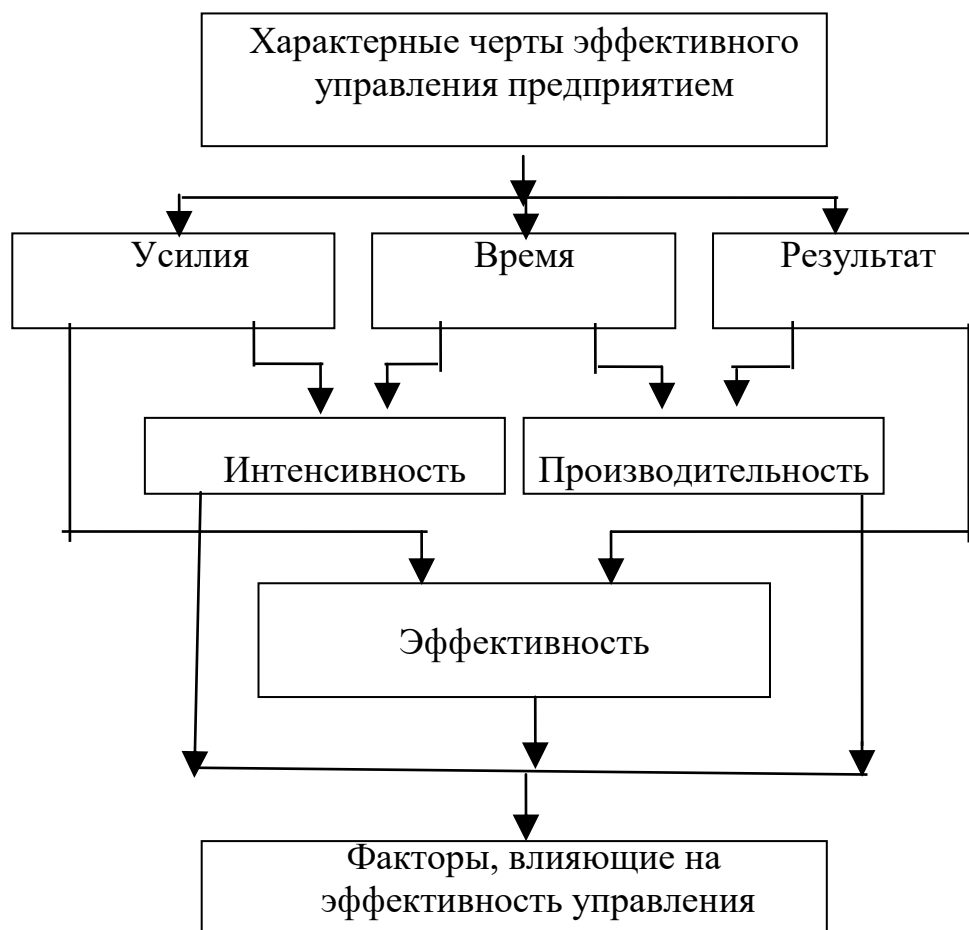 Характерные черты эффективного
управления предприятием
Усилия
Время
Результат
Интенсивность
Производительность
Эффективность
Факторы, влияющие на
эффективность управления